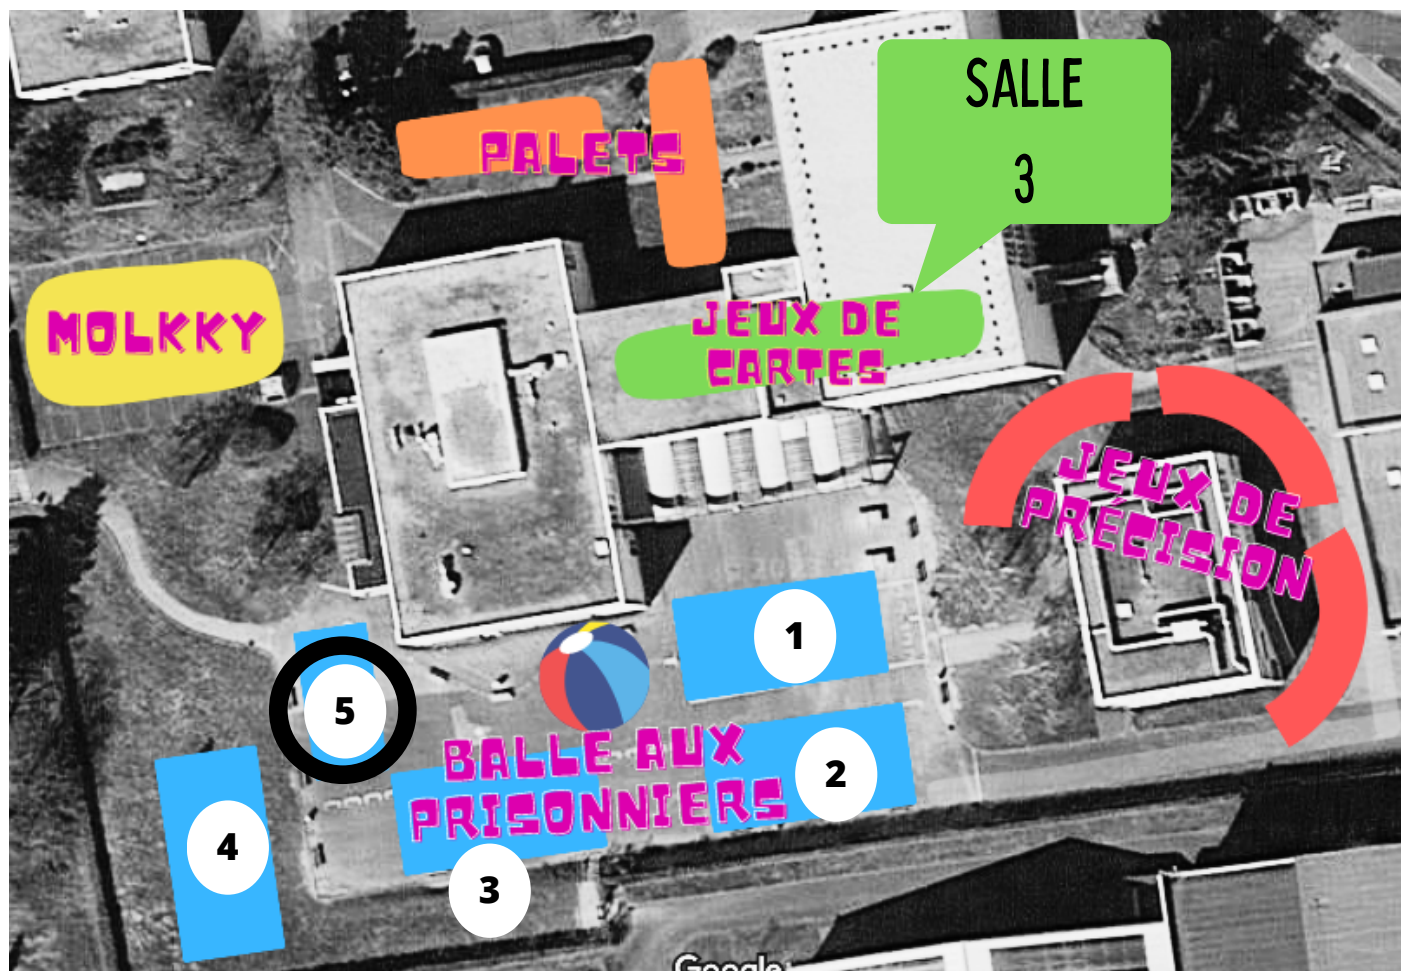 SALLE
3
PALETS
MOLKKY
JEUX DE
CARTES
JEUX DE
PRÉCISION
1
5
BALLE AUX
PRISONNIERS
2
4
3
Google